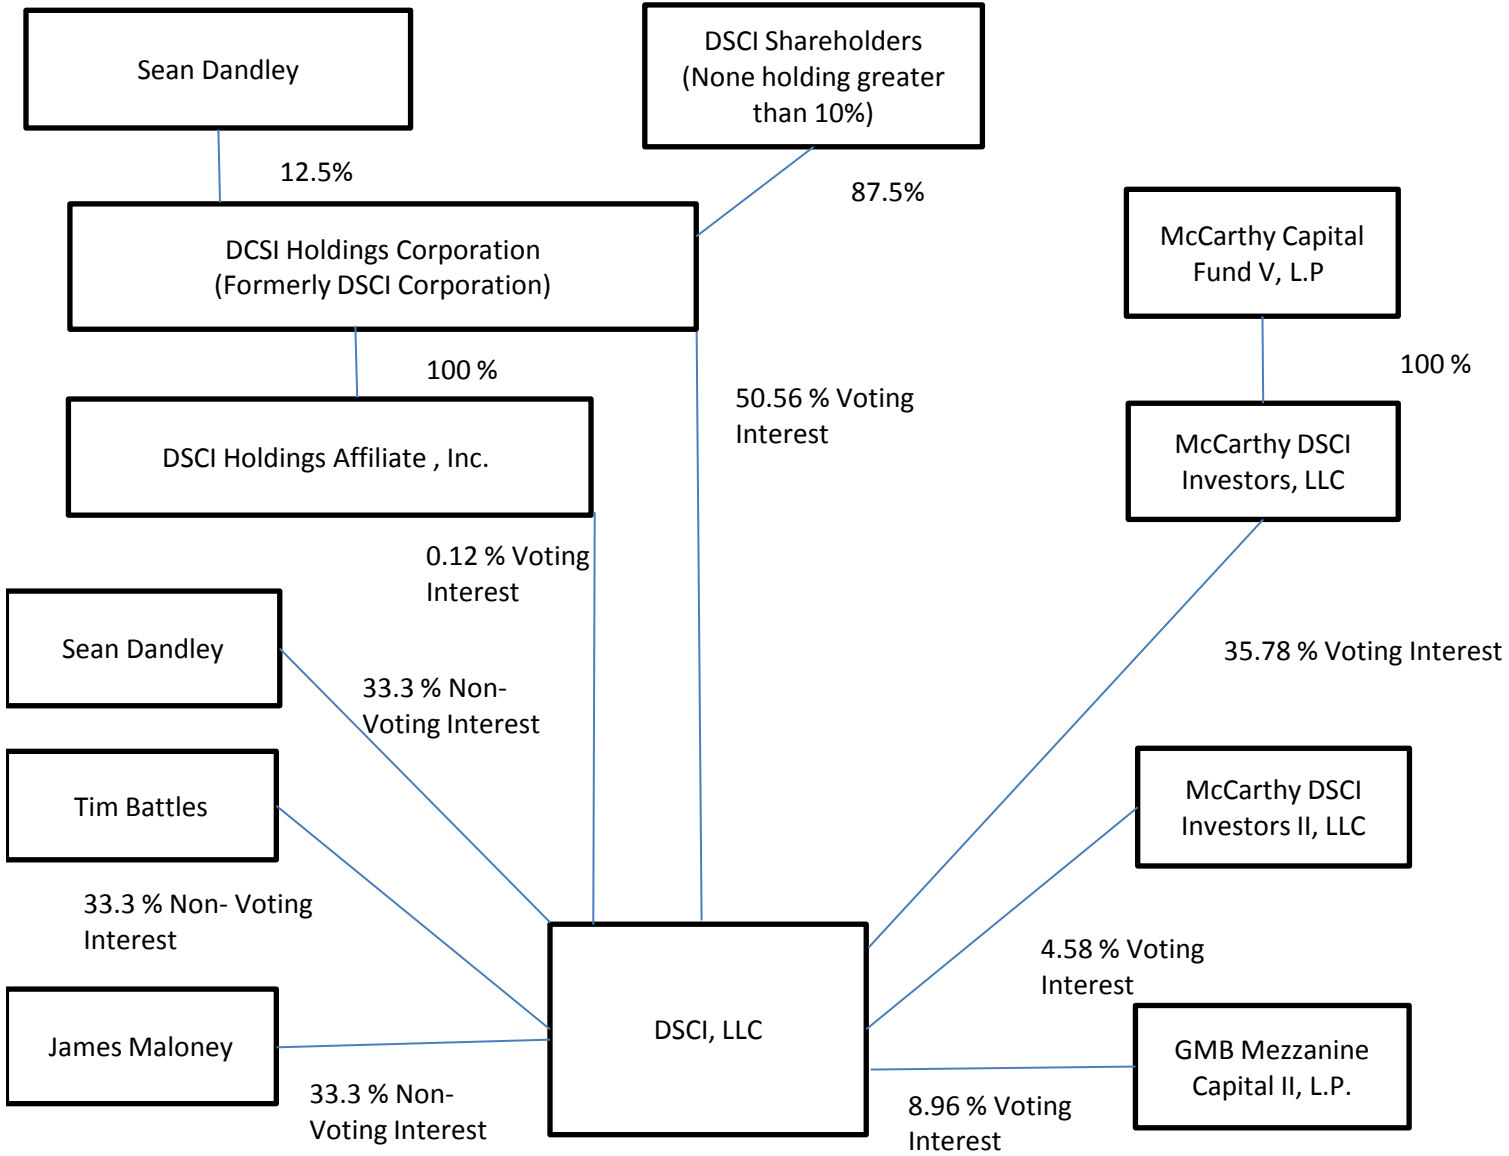 Sean Dandley
DSCI Shareholders
(None holding greater
than 10%)
12.5%
87.5%
DCSI Holdings Corporation
(Formerly DSCI Corporation)
McCarthy Capital
Fund V, L.P
100 %
100 %
50.56 % Voting
Interest
DSCI Holdings Affiliate , Inc.
McCarthy DSCI
Investors, LLC
0.12 % Voting
Interest
Sean Dandley
33.3 % Non-
Voting Interest
35.78 % Voting Interest
Tim Battles
McCarthy DSCI
Investors II, LLC
33.3 % Non- Voting
Interest
4.58 % Voting
Interest
James Maloney
DSCI, LLC
GMB Mezzanine
Capital II, L.P.
33.3 % Non-
Voting Interest
8.96 % Voting
Interest